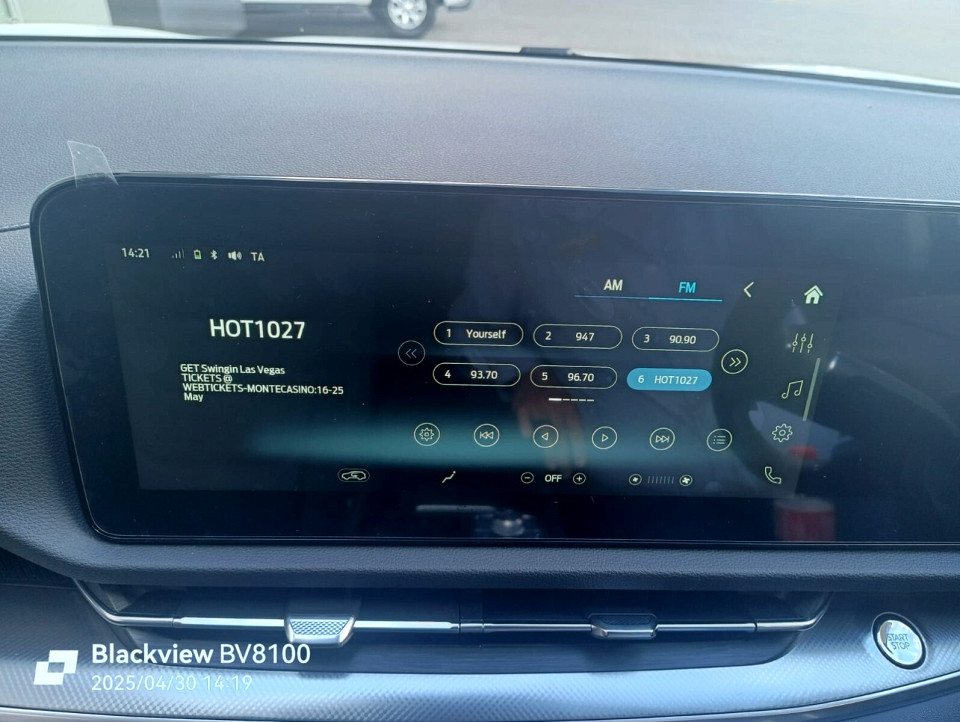 14:21 TA
AM FM
HOT1027
1 Yourself 2 947 3 90.90
4 93.70 5 96.70 6 HOT1027
GET Swingin Las Vegas
TICKETS @
WEBTICKETS-MONTECASINO:16-25
May
OFF
START
STOP
Blackview BV8100
2025/04/30 14:19